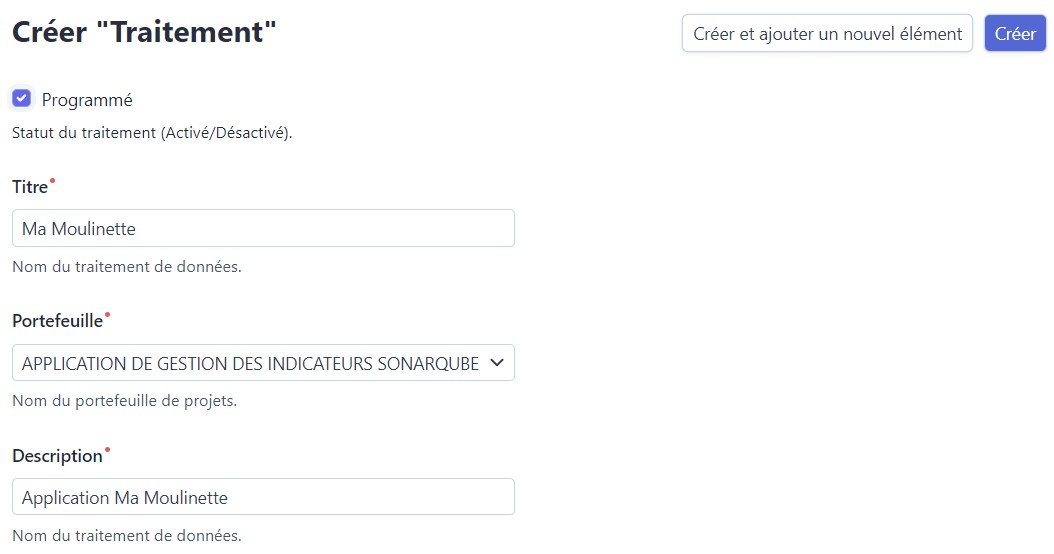 Créer "Traitement"
Créer et ajouter un nouvel élément
Créer
Programmé
Statut du traitement (Activé/Désactivé).
Titre
Ma Moulinette
Nom du traitement de données.
Portefeuille
APPLICATION DE GESTION DES INDICATEURS SONARQUBE
Nom du portefeuille de projets.
Description
Application Ma Moulinette
Nom du traitement de données.